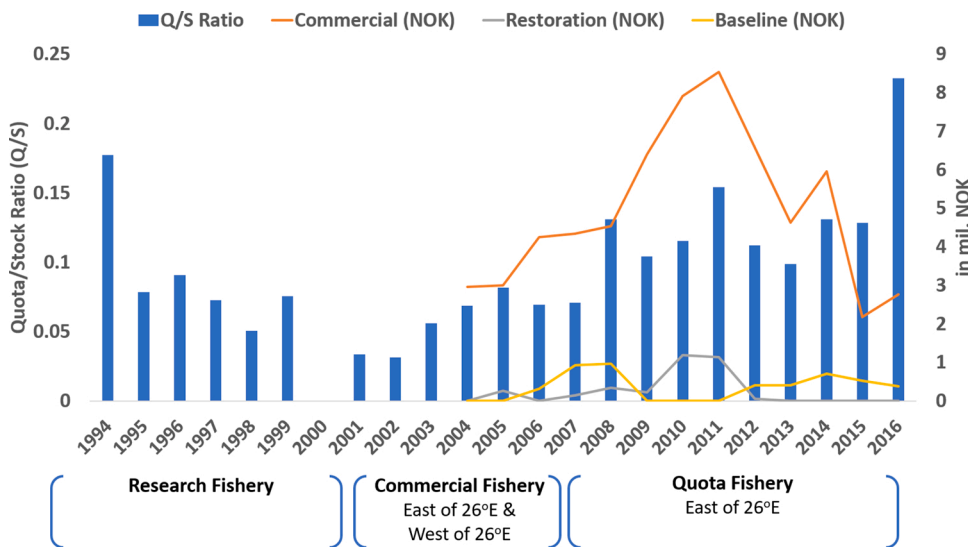 Q/S Ratio Commercial (NOK) Restoration (NOK) Baseline (NOK)
Quota/Stock Ratio (Q/S)
0.25
0.2
0.15
0.1
0.05
0
9
8
7
6
5
4
3
2
1
0
in mil. NOK
1994 1995 1996 1997 1998 1999 2000 2001 2002 2003 2004 2005 2006 2007 2008 2009 2010 2011 2012 2013 2014 2015 2016
Research Fishery
Commercial Fishery
East of 26°E &
West of 26°E
Quota Fishery
East of 26°E